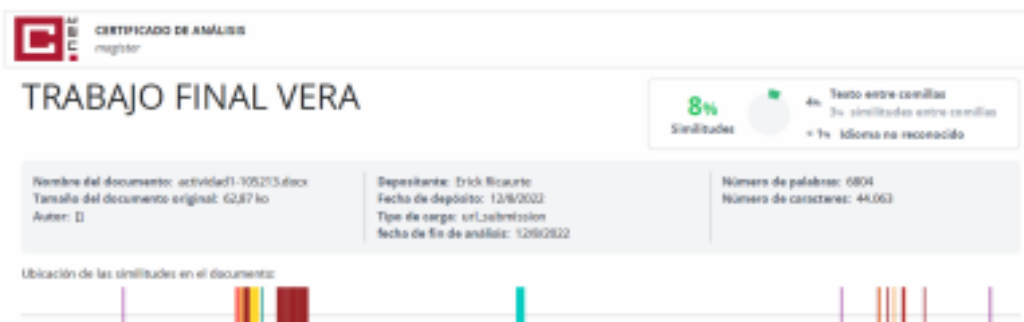 CERTIFICADO DE ANÁLISIS
magister
TRABAJO FINAL VERA
8%
Similitudes
4% Texto entre comillas
3% similitudes entre comillas
< 1% Idioma no reconocido
Nombre del documento: actividad1-105213.docx
Tamaño del documento original: 62,87 ko
Autor: []
Depositante: Erick Ricaurte
Fecha de depósito: 12/8/2022
Tipo de carga: url_submission
fecha de fin de análisis: 12/8/2022
Número de palabras: 6804
Número de caracteres: 44.063
Ubicación de las similitudes en el documento: